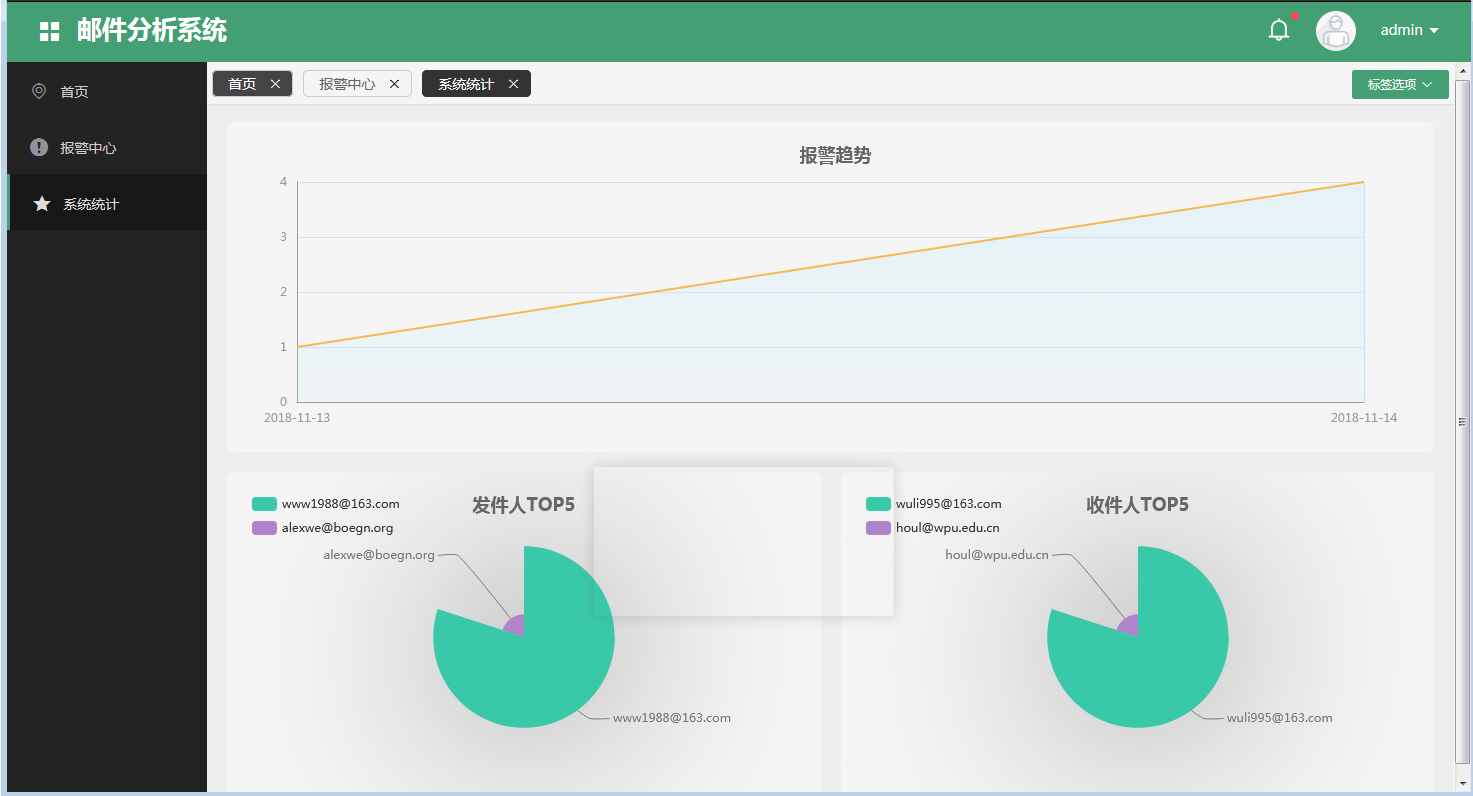 邮件分析系统
admin
首页
报警中心
系统统计
首页
报警中心
系统统计
标签选项
报警趋势
4
3
2
1
0
2018-11-13
2018-11-14
发件人TOP5
www1988@163.com
alexwe@boegn.org
alexwe@boegn.org
www1988@163.com
收件人TOP5
wuli995@163.com
houl@wpu.edu.cn
houl@wpu.edu.cn
wuli995@163.com